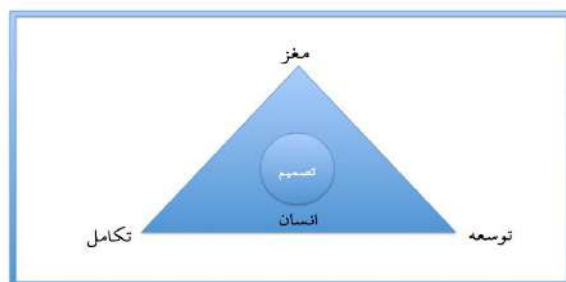 مغز
تصمیم
انسان
توسعه
تکامل